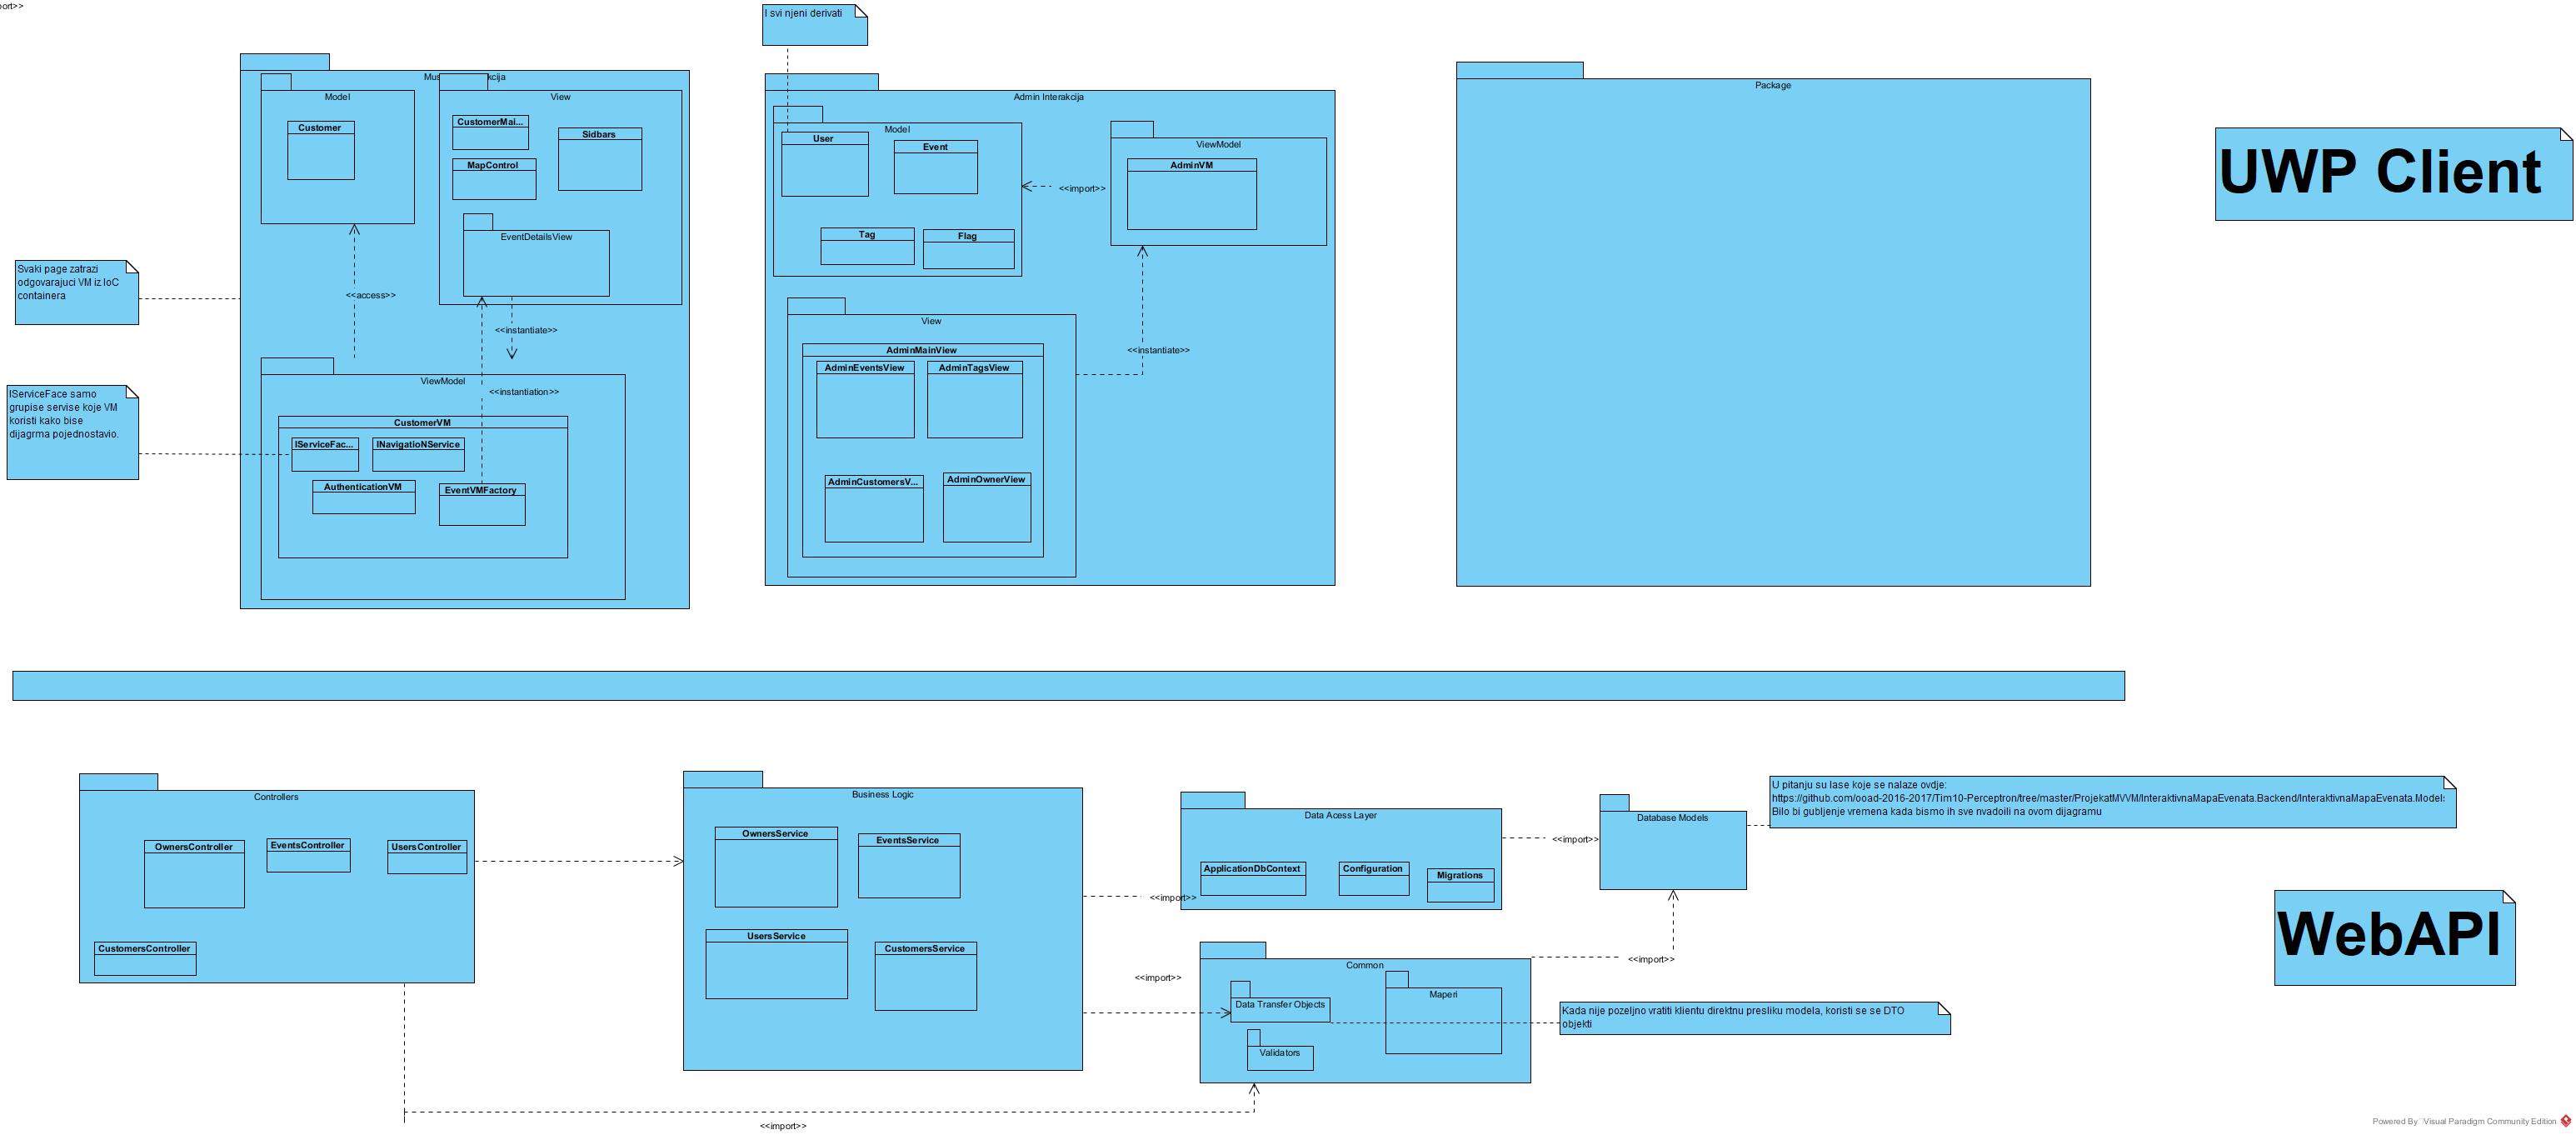 ort>>
I svi njeni derivati
Mus kcija
Model
Customer
View
CustomerMai...
Sidbars
MapControl
EventDetailsView
<<access>>
<<instantiate>>
Svaki page zatrazi
odgovarajuci VM iz IoC
containera
IServiceFace samo
grupise servise koje VM
koristi kako bise
dijagrma pojednostavio.
ViewModel
<<instantiation>>
CustomerVM
IServiceFac...
INavigatioNService
AuthenticationVM
EventVMFactory
Admin Interakcija
Model
User
Event
Tag
Flag
<<import>>
ViewModel
AdminVM
<<instantiate>>
View
AdminMainView
AdminEventsView
AdminTagsView
AdminCustomersV...
AdminOwnerView
Package
UWP Client
Controllers
OwnersController
EventsController
UsersController
CustomersController
Business Logic
OwnersService
EventsService
UsersService
CustomersService
<<import>>
Data Acess Layer
ApplicationDbContext
Configuration
Migrations
<<import>>
Database Models
U pitanju su lase koje se nalaze ovdje:
https://github.com/ooad-2016-2017/Tim10-Perceptron/tree/master/ProjekatMVVM/InteraktivnaMapaEvenata.Backend/InteraktivnaMapaEvenata.Models
Bilo bi gubljenje vremena kada bismo ih sve nvadoili na ovom dijagramu
WebAPI
<<import>>
<<import>>
Common
Data Transfer Objects
Maperi
Validators
Kada nije pozeljno vratiti klientu direktnu presliku modela, koristi se se DTO
objekti
<<import>>
Powered By Visual Paradigm Community Edition